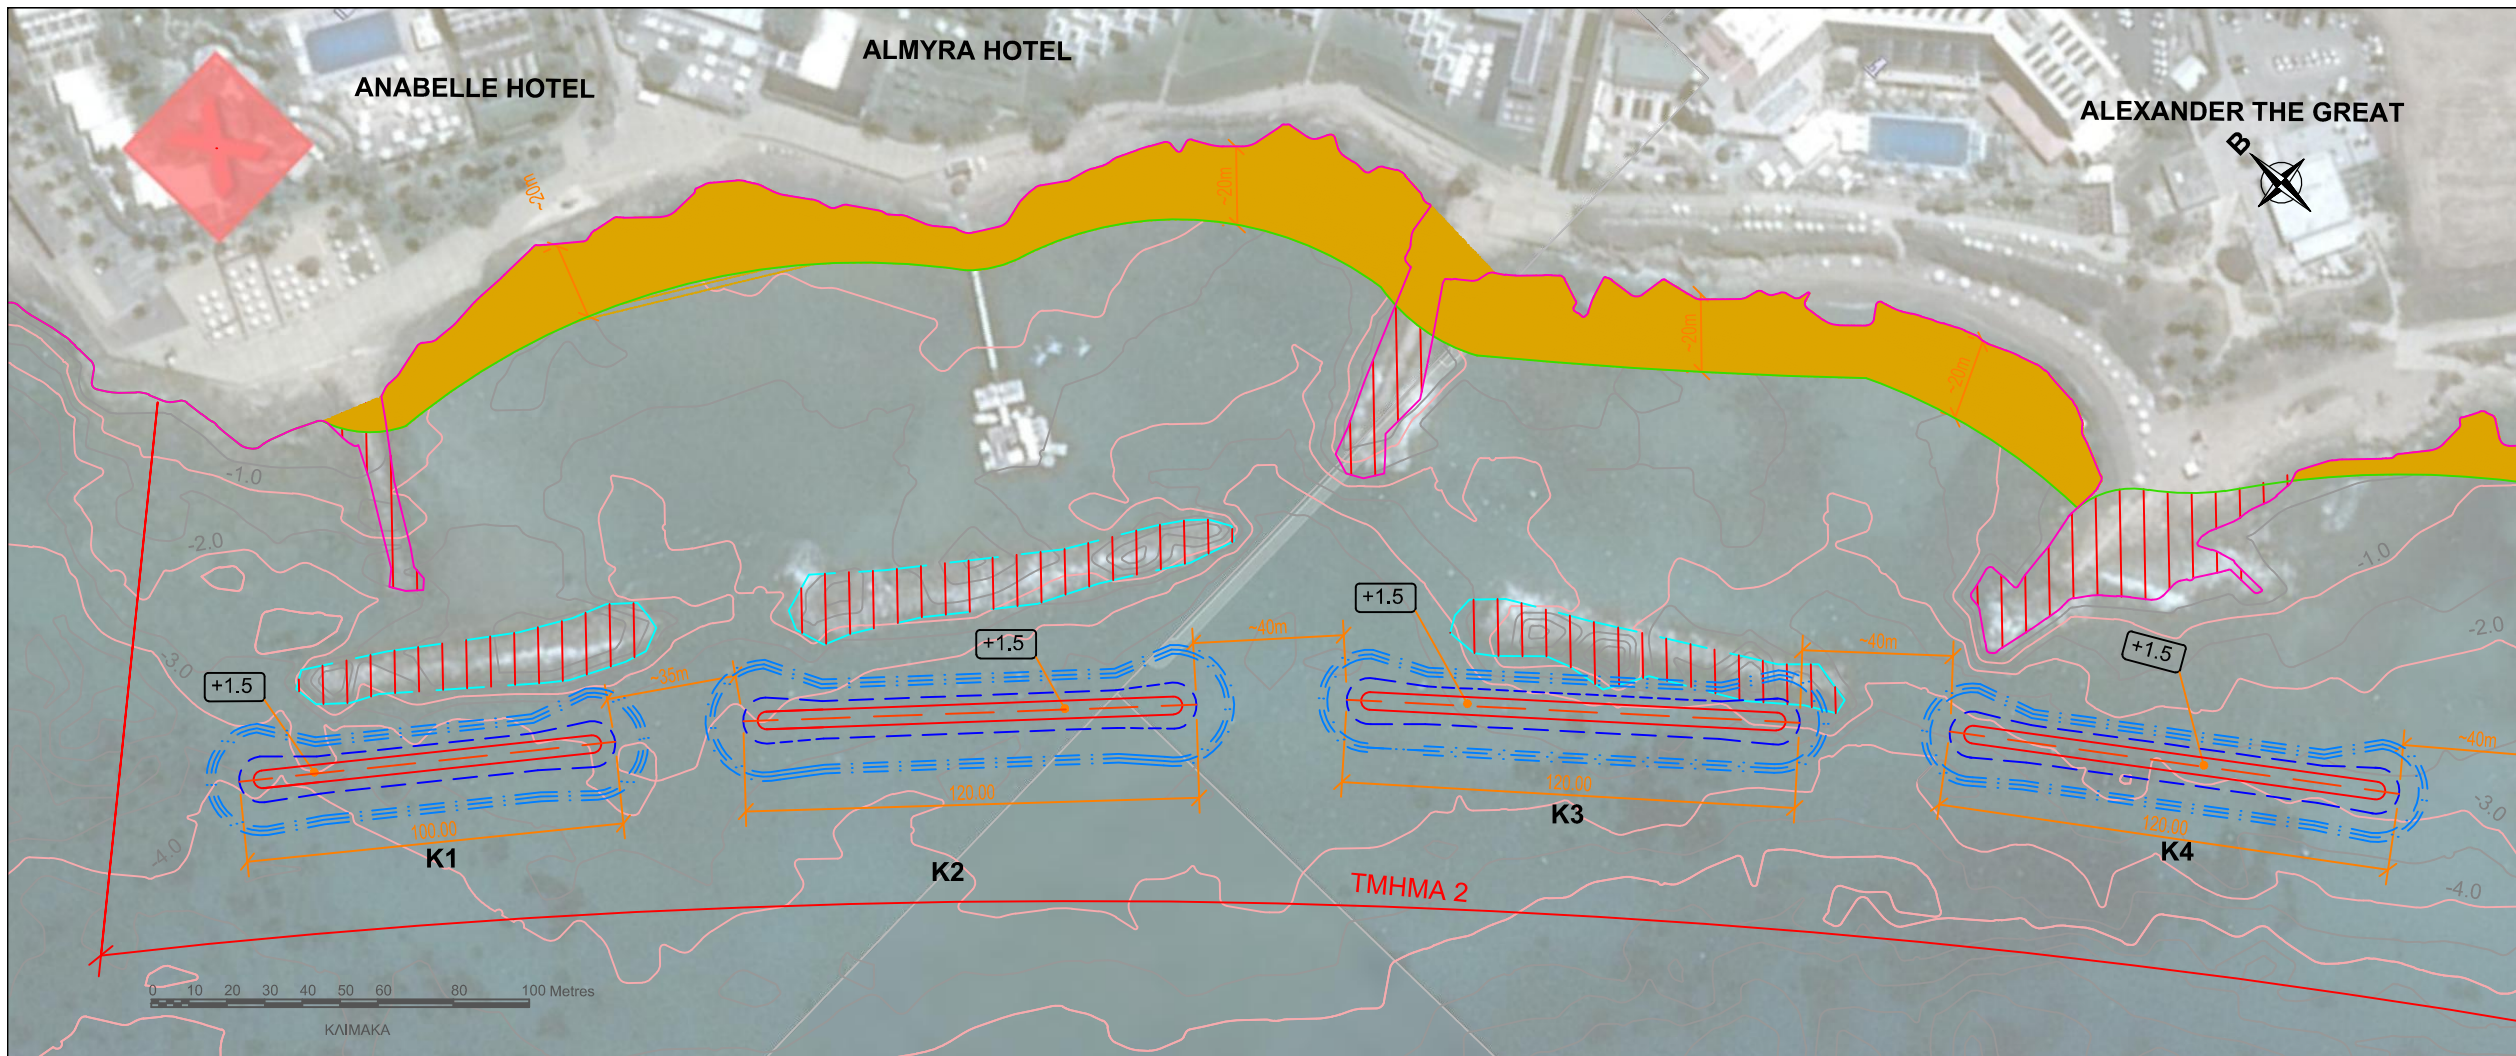 ALMYRA HOTEL
ANABELLE HOTEL
ALEXANDER THE GREAT
B
~20m
~20m
~20m
~20m
-1.0
-2.0
-3.0
-4.0
-1.0
-2.0
-3.0
-4.0
+1.5
+1.5
+1.5
+1.5
~35m
~40m
~40m
100.00
120.00
120.00
120.00
K1
K2
K3
K4
ΤΜΗΜΑ 2
0 10 20 30 40 50 60 80 100 Metres
ΚΛΙΜΑΚΑ